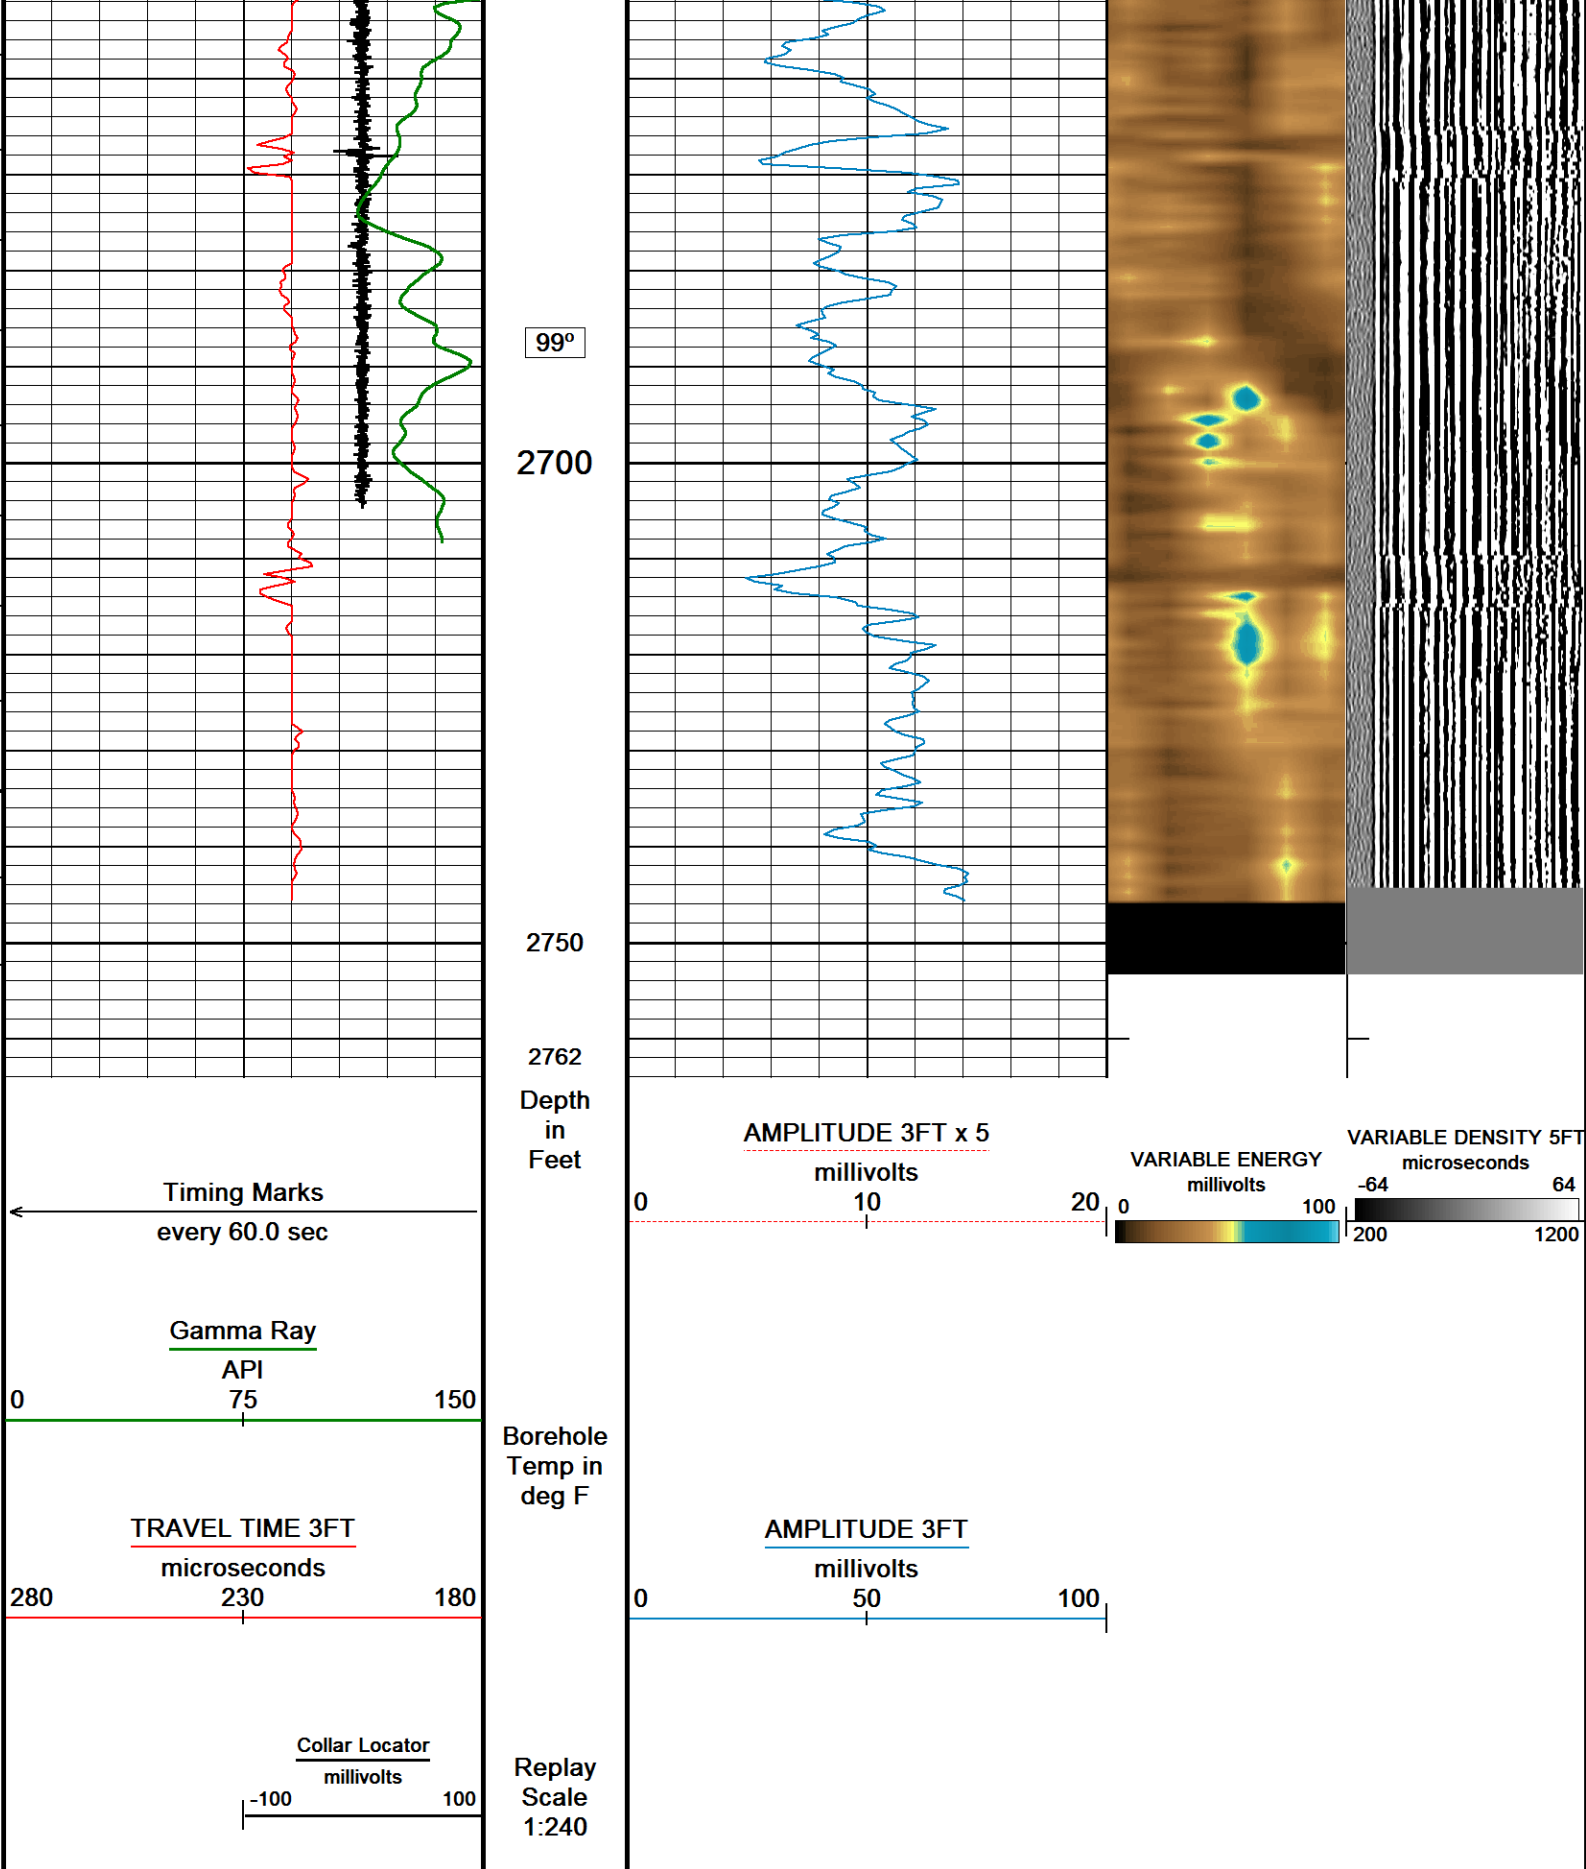 99º
2700
2750
2762
Depth
in
Feet
Timing Marks
every 60.0 sec
Gamma Ray
API
0 75 150
TRAVEL TIME 3FT
microseconds
280 230 180
Collar Locator
millivolts
-100 100
Borehole
Temp in
deg F
Replay
Scale
1:240
AMPLITUDE 3FT x 5
millivolts
0 10 20
AMPLITUDE 3FT
millivolts
0 50 100
VARIABLE ENERGY
millivolts
0 100
VARIABLE DENSITY 5FT
microseconds
-64 64
200 1200